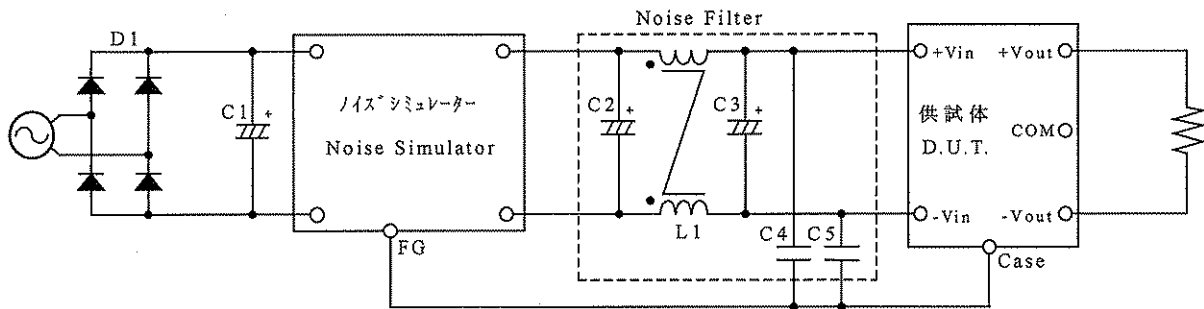 Noise Filter
D1
C1
+
ノイズシミュレーター
Noise Simulator
FG
C2
+
C3
+
L1
C4
C5
+Vin
+Vout
供試体
D.U.T.
COM
-Vin
-Vout
Case